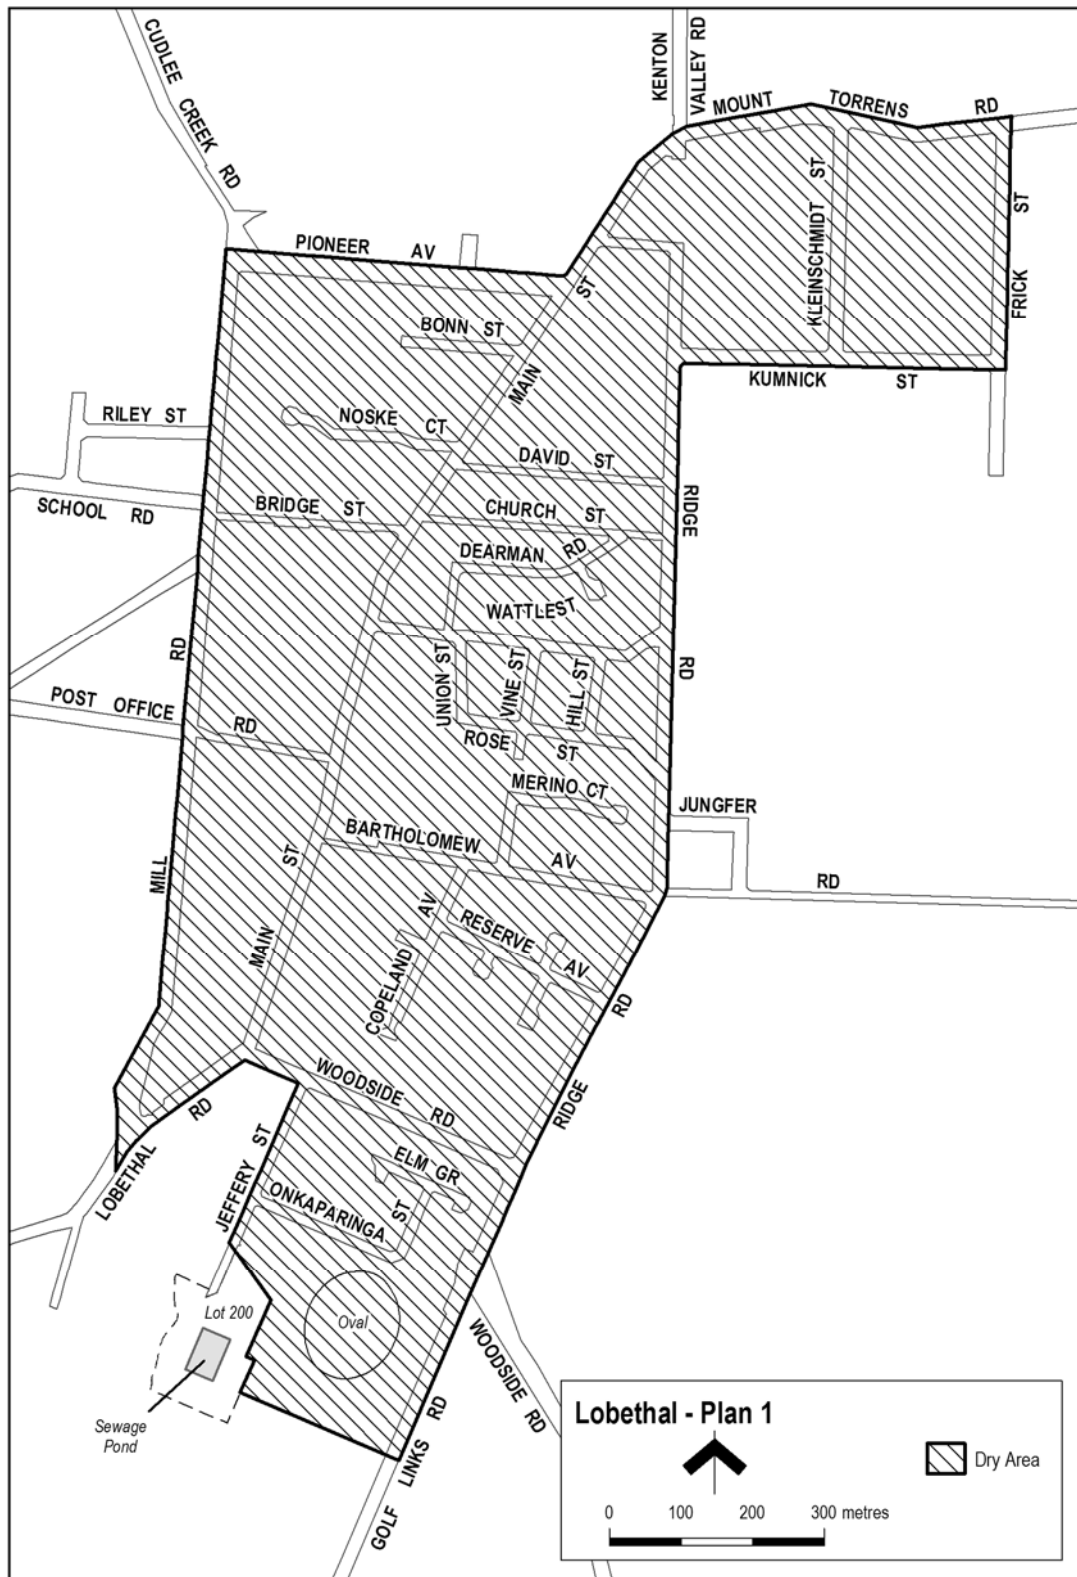 CUDLEE CREEK RD
KENTON
VALLEY RD
MOUNT TORRENS RD
PIONEER AV
KLEINSCHMIDT ST
FRICK ST
BONN ST
MAIN ST
KUMNICK ST
RILEY ST
NOSKE CT
DAVID ST
SCHOOL RD
BRIDGE ST
CHURCH ST
RIDGE RD
DEARMAN RD
WATTLE ST
UNION ST
VINE ST
HILL ST
POST OFFICE RD
ROSE ST
MERINO CT
JUNGFER RD
BARTHOLOMEW AV
MILL RD
MAIN ST
COPELAND AV
RESERVE AV
RIDGE RD
WOODSIDE RD
LOBETHAL RD
JEFFERY ST
ELM GR
ONKAPARINGA ST
Lot 200
Oval
WOODSIDE RD
Sewage
Pond
GOLF LINKS RD
Lobethal - Plan 1
Dry Area
0 100 200 300 metres